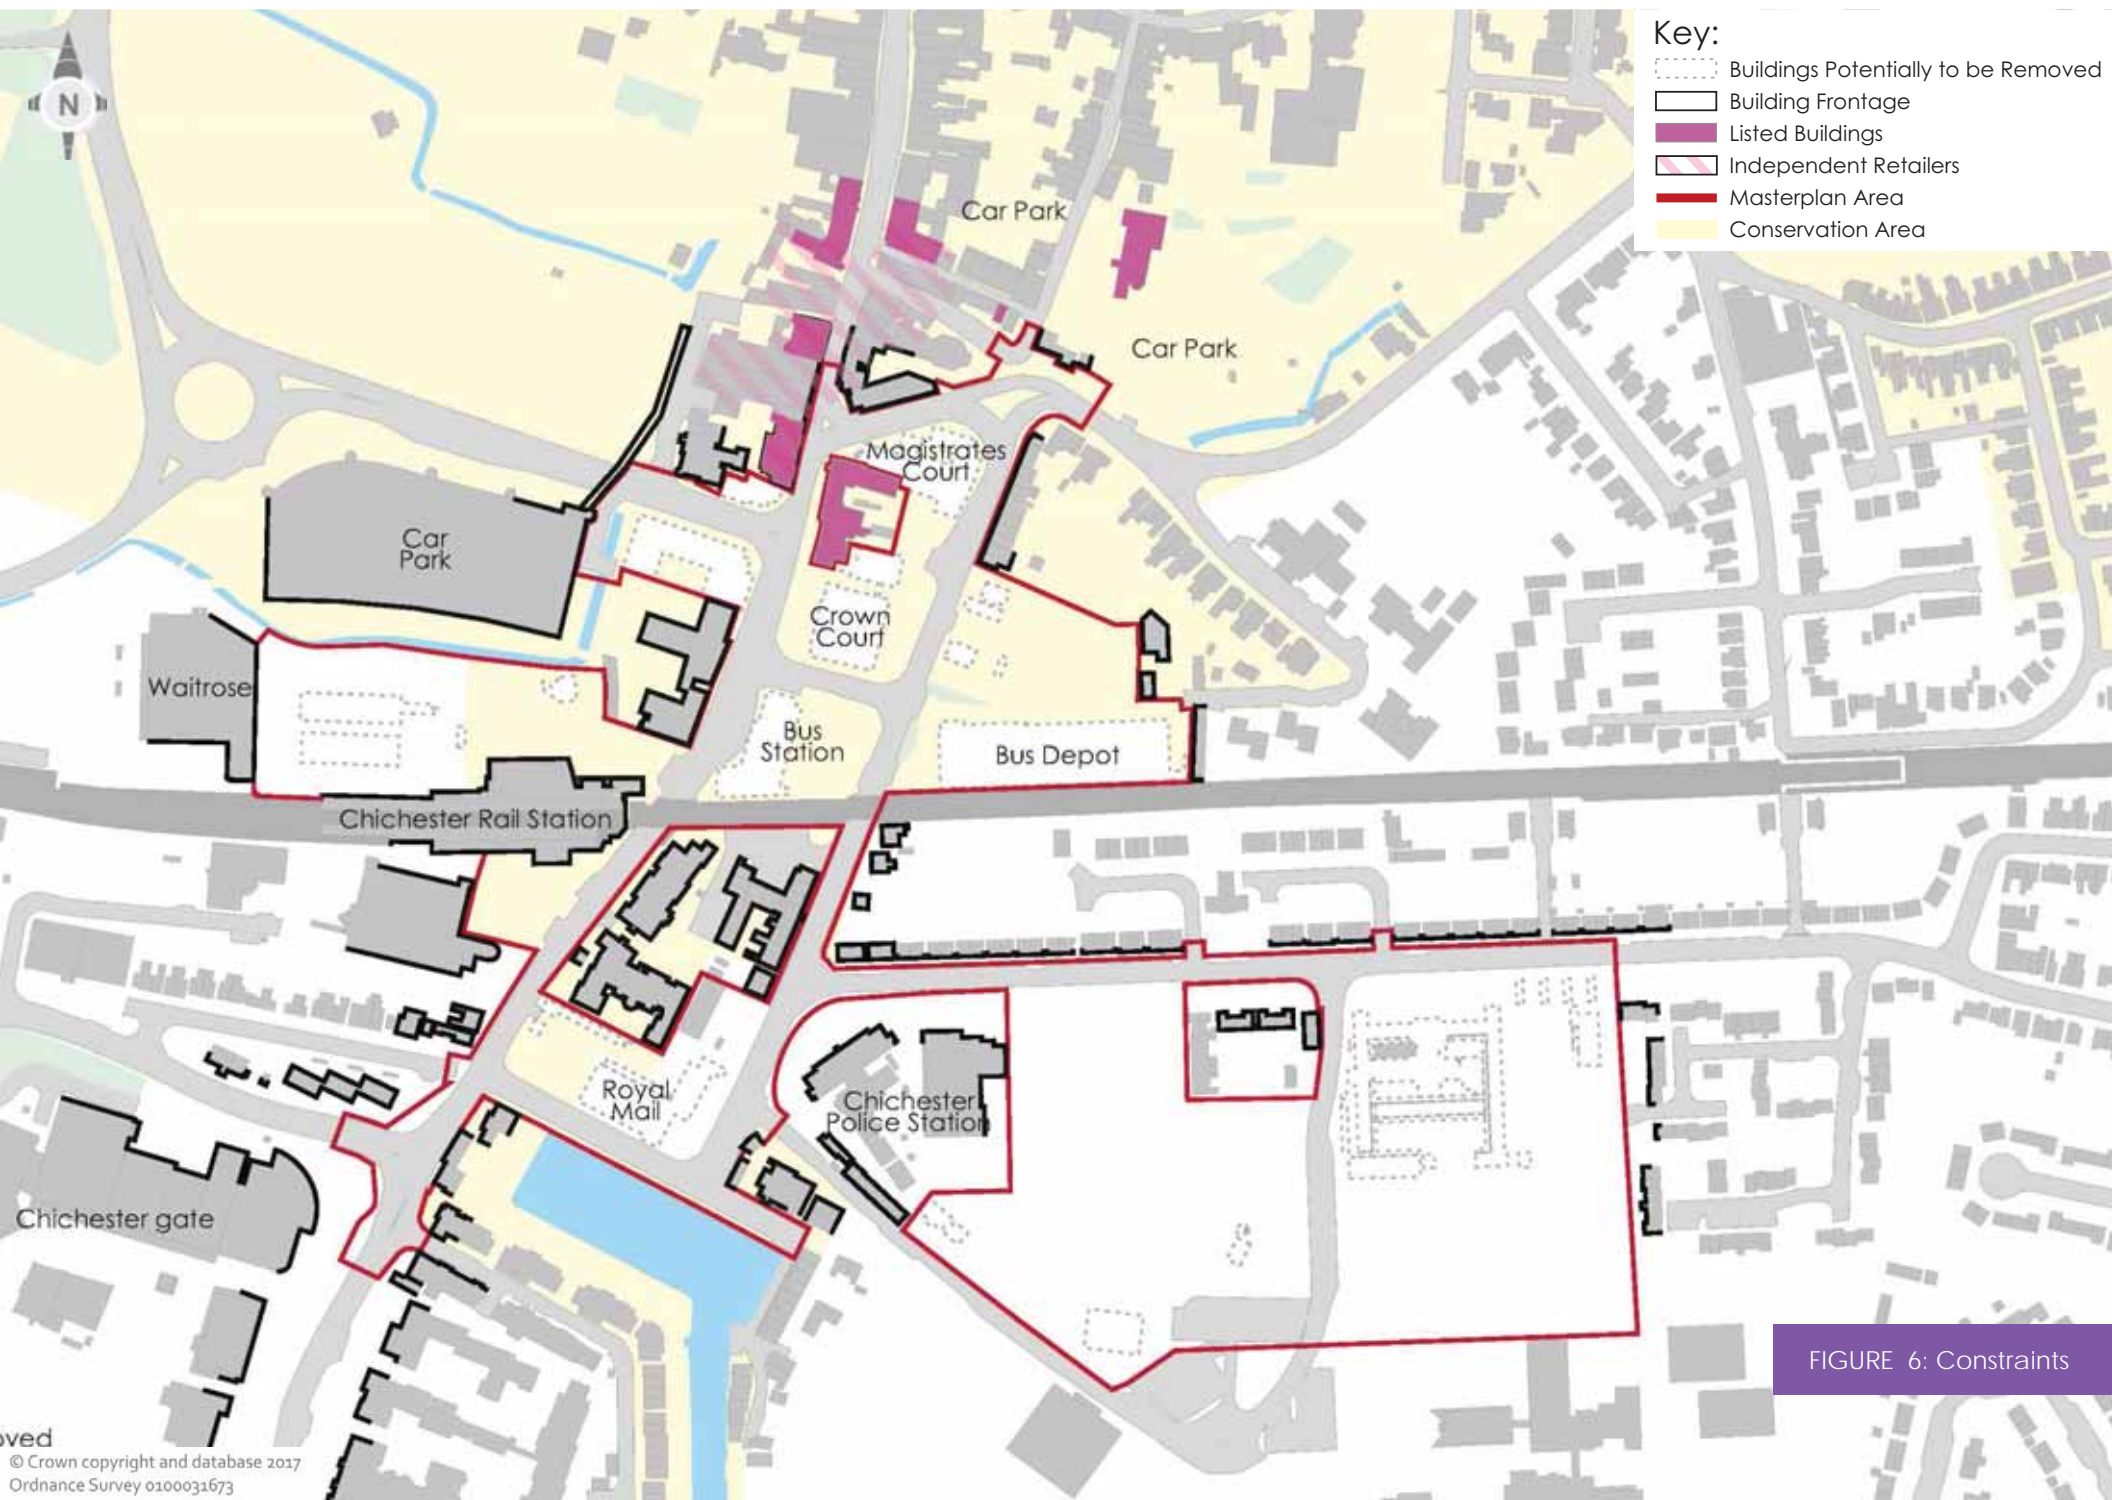 Key:
Buildings Potentially to be Removed
Building Frontage
Listed Buildings
Independent Retailers
Masterplan Area
Conservation Area
N
Car Park
Car Park
Magistrates
Court
Car
Park
Crown
Court
Waitrose
Bus
Station
Bus Depot
Chichester Rail Station
Royal
Mail
Chichester
Police Station
Chichester gate
FIGURE 6: Constraints
oved
© Crown copyright and database 2017
Ordnance Survey 0100031673